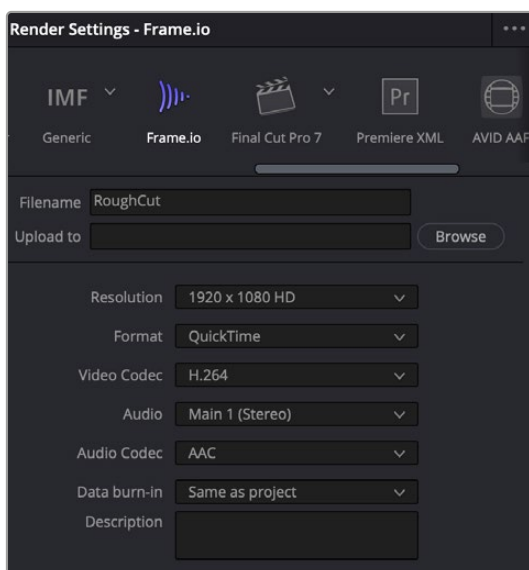 Render Settings - Frame.io
IMF
Pr
Generic
Frame.io
Final Cut Pro 7
Premiere XML
AVID AAF
Filename RoughCut
Upload to
Browse
Resolution 1920 x 1080 HD
Format QuickTime
Video Codec H.264
Audio Main 1 (Stereo)
Audio Codec AAC
Data burn-in Same as project
Description